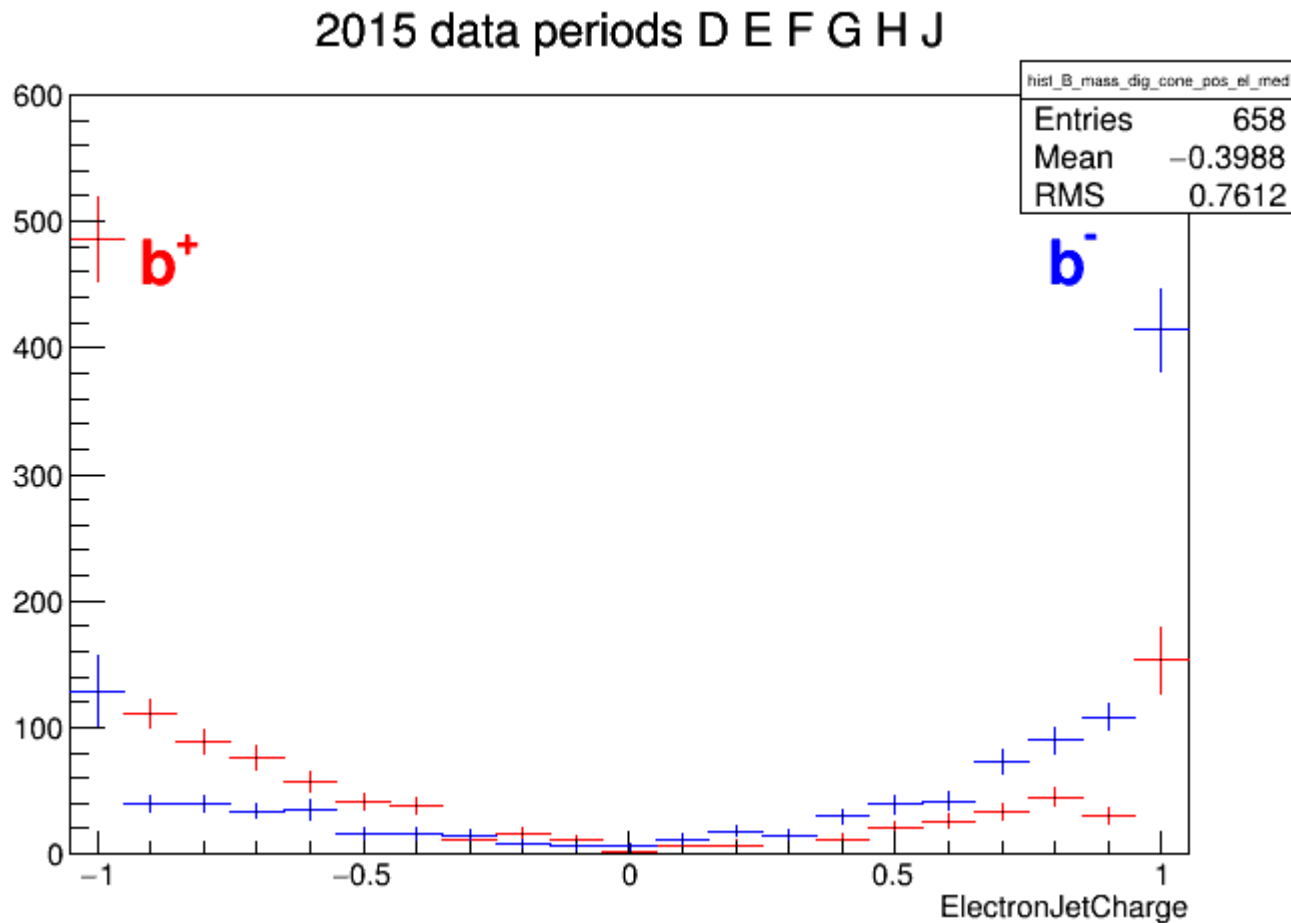 2015 data periods D E F G H J
hist_B_mass_dig_cone_pos_el_med
Entries 658
Mean −0.3988
RMS 0.7612
b+
b-
600
500
400
300
200
100
0
−1 −0.5 0 0.5 1
ElectronJetCharge